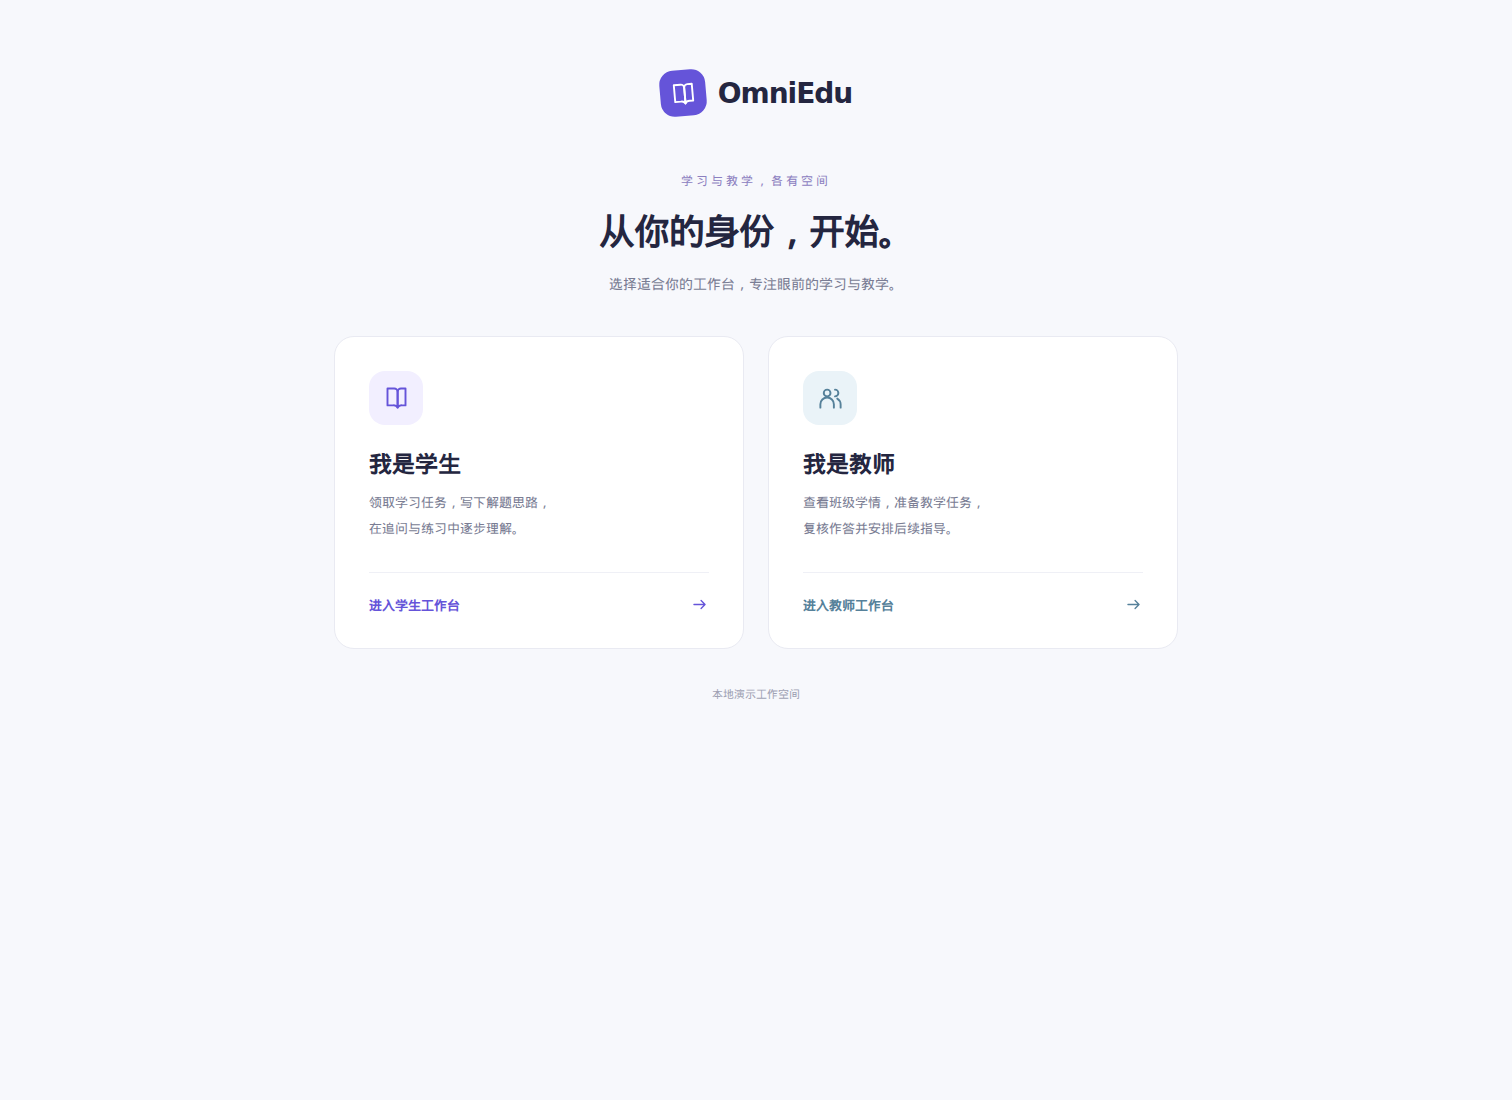 OmniEdu
学习与教学，各有空间
从你的身份，开始。
选择适合你的工作台，专注眼前的学习与教学。
我是学生
领取学习任务，写下解题思路，
在追问与练习中逐步理解。
进入学生工作台
我是教师
查看班级学情，准备教学任务，
复核作答并安排后续指导。
进入教师工作台
本地演示工作空间